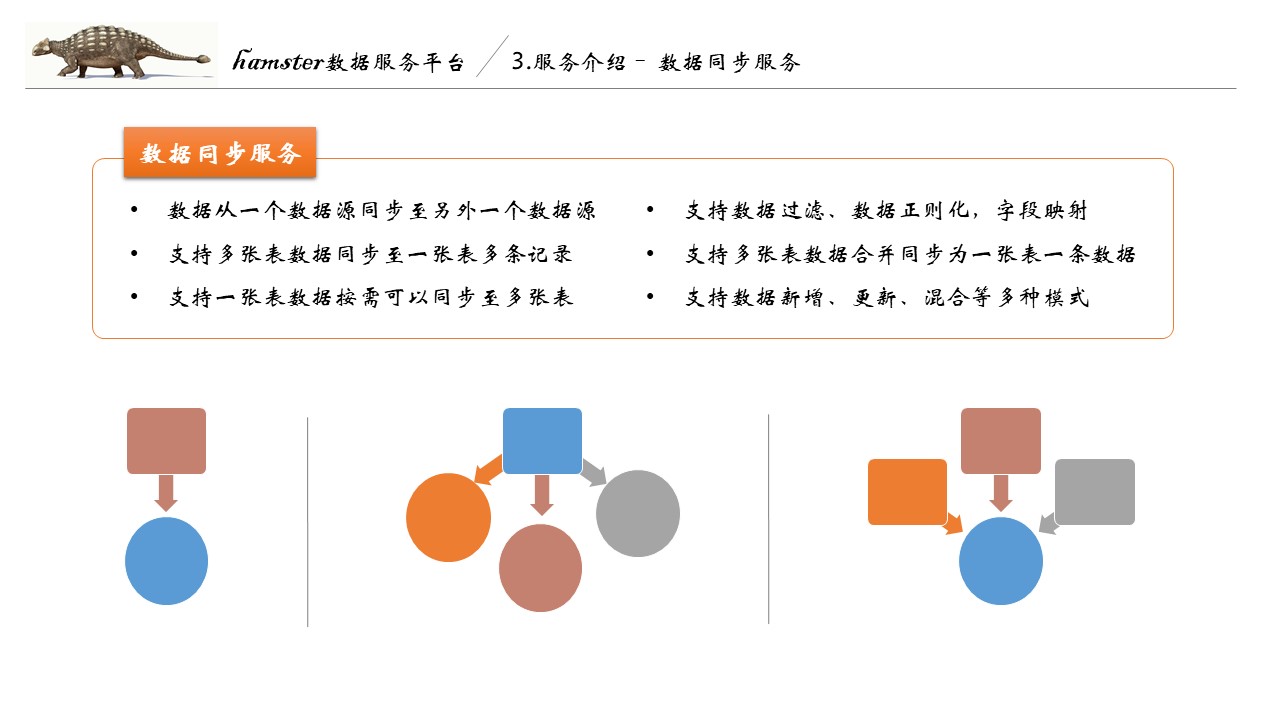 hamster数据服务平台 3.服务介绍 - 数据同步服务
数据同步服务
• 数据从一个数据源同步至另外一个数据源
• 支持多张表数据同步至一张表多条记录
• 支持一张表数据按需可以同步至多张表
• 支持数据过滤、数据正则化，字段映射
• 支持多张表数据合并同步为一张表一条数据
• 支持数据新增、更新、混合等多种模式